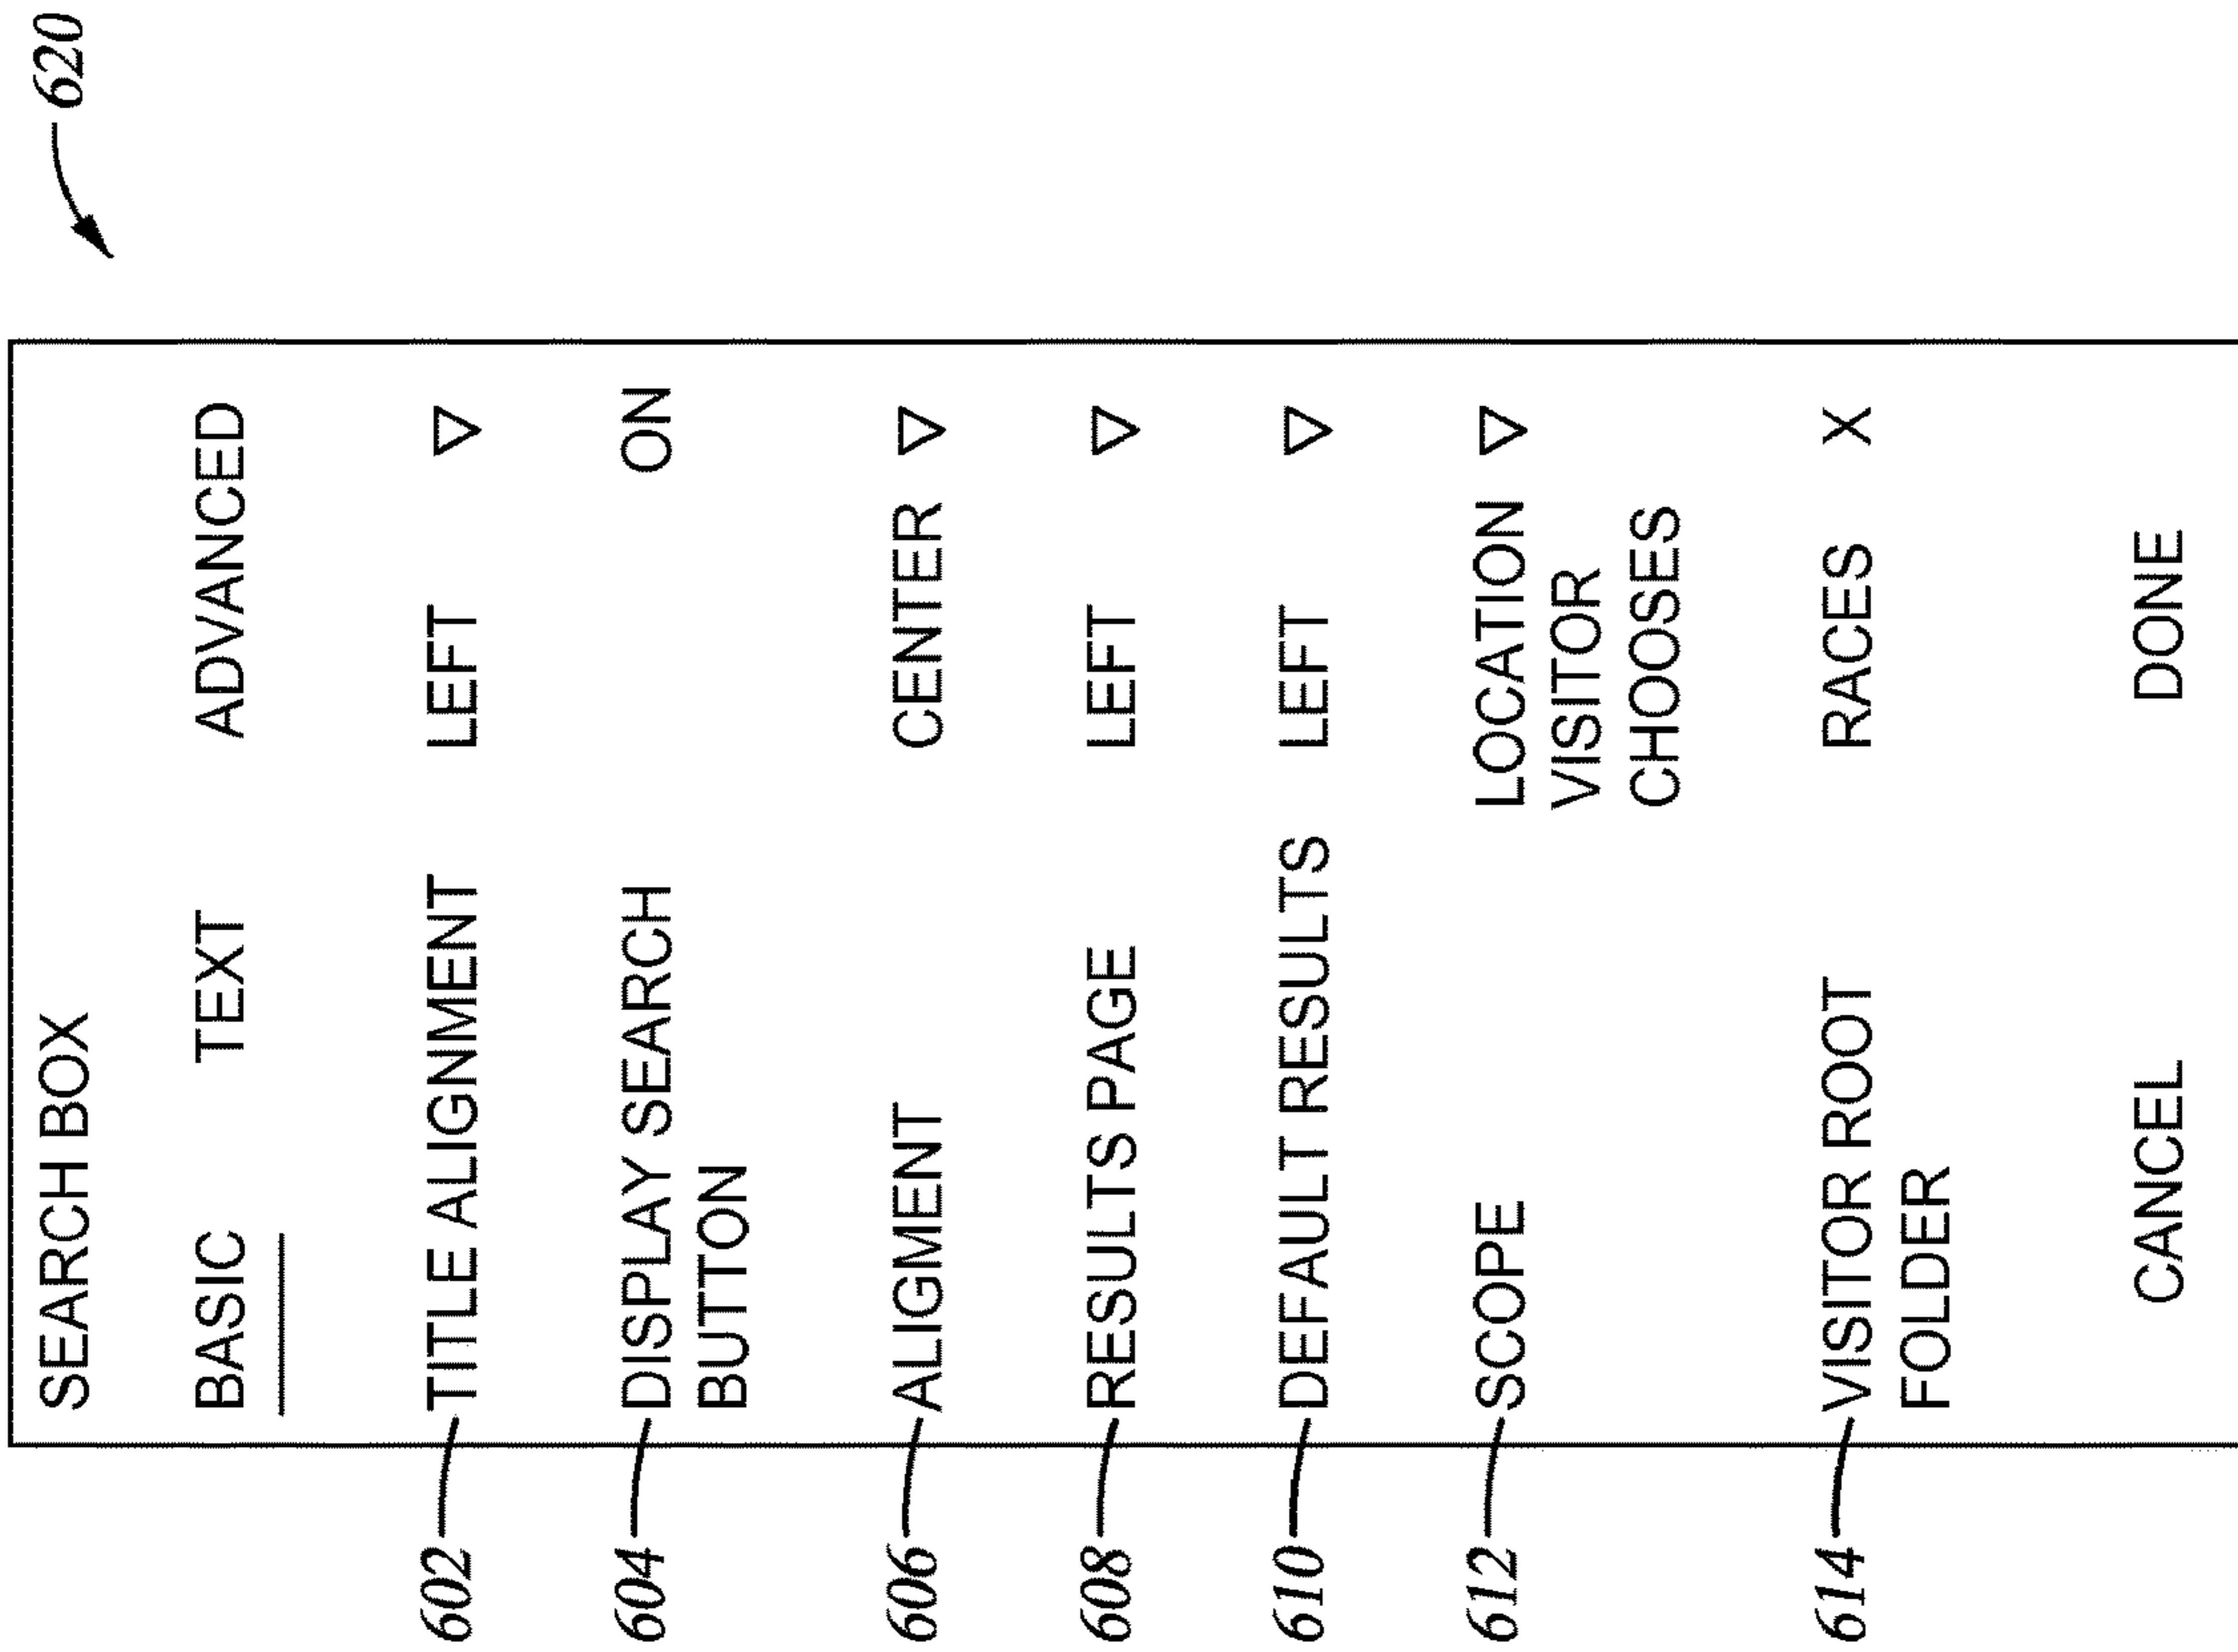 620
SEARCH BOX
BASIC TEXT ADVANCED
602 TITLE ALIGNMENT LEFT ▽
604 DISPLAY SEARCH ON
BUTTON
606 ALIGNMENT CENTER ▽
608 RESULTS PAGE LEFT ▽
610 DEFAULT RESULTS LEFT ▽
612 SCOPE LOCATION ▽
VISITOR
CHOOSES
614 VISITOR ROOT RACES X
FOLDER
CANCEL DONE